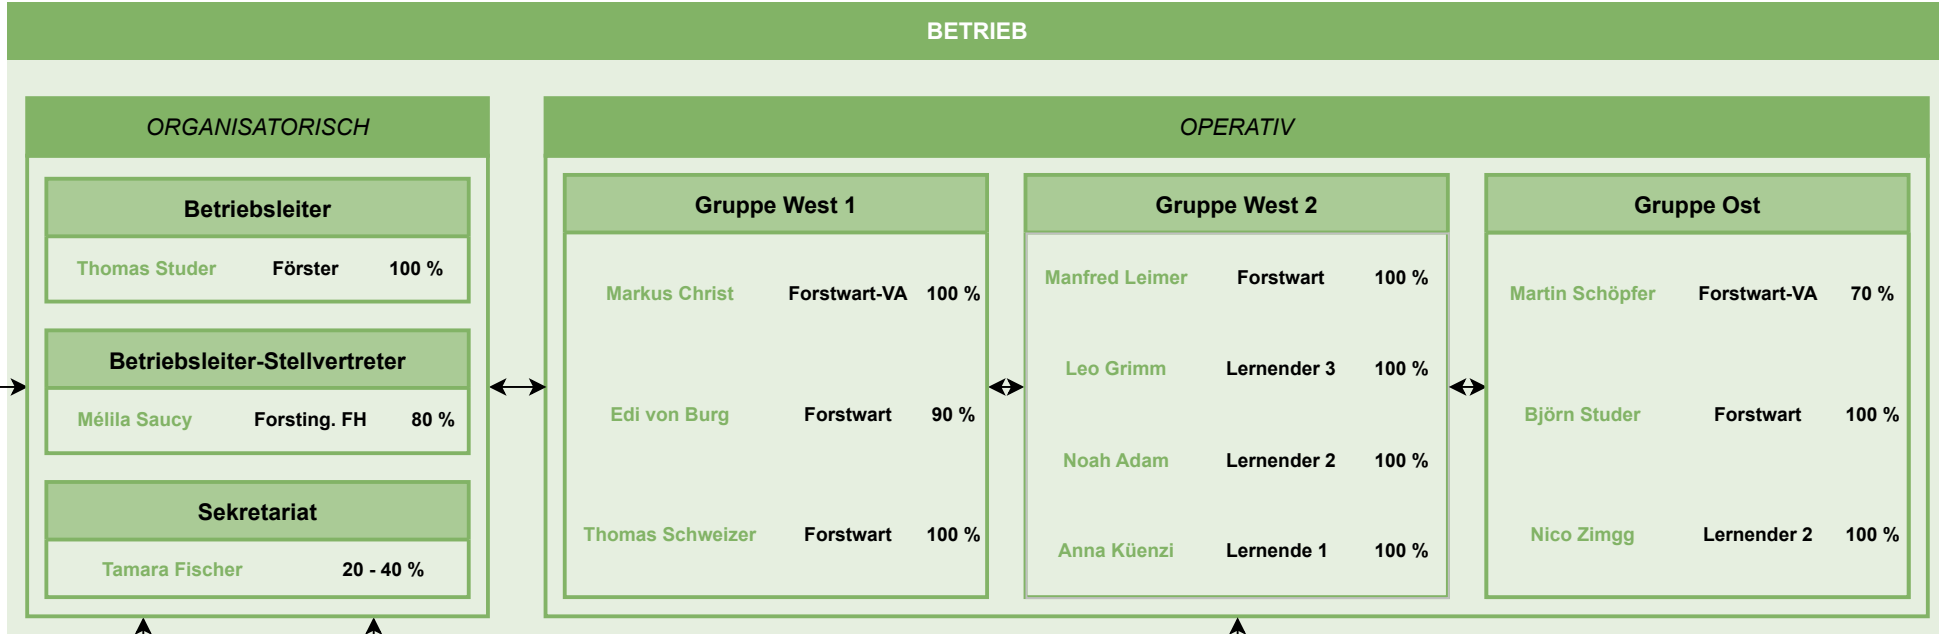 BETRIEB
ORGANISATORISCH
Betriebsleiter
Thomas Studer Förster 100 %
Betriebsleiter-Stellvertreter
Mélila Saucy Forsting. FH 80 %
Sekretariat
Tamara Fischer 20 - 40 %
OPERATIV
Gruppe West 1
Markus Christ Forstwart-VA 100 %
Edi von Burg Forstwart 90 %
Thomas Schweizer Forstwart 100 %
Gruppe West 2
Manfred Leimer Forstwart 100 %
Leo Grimm Lernender 3 100 %
Noah Adam Lernender 2 100 %
Anna Küenzi Lernende 1 100 %
Gruppe Ost
Martin Schöpfer Forstwart-VA 70 %
Björn Studer Forstwart 100 %
Nico Zimgg Lernender 2 100 %